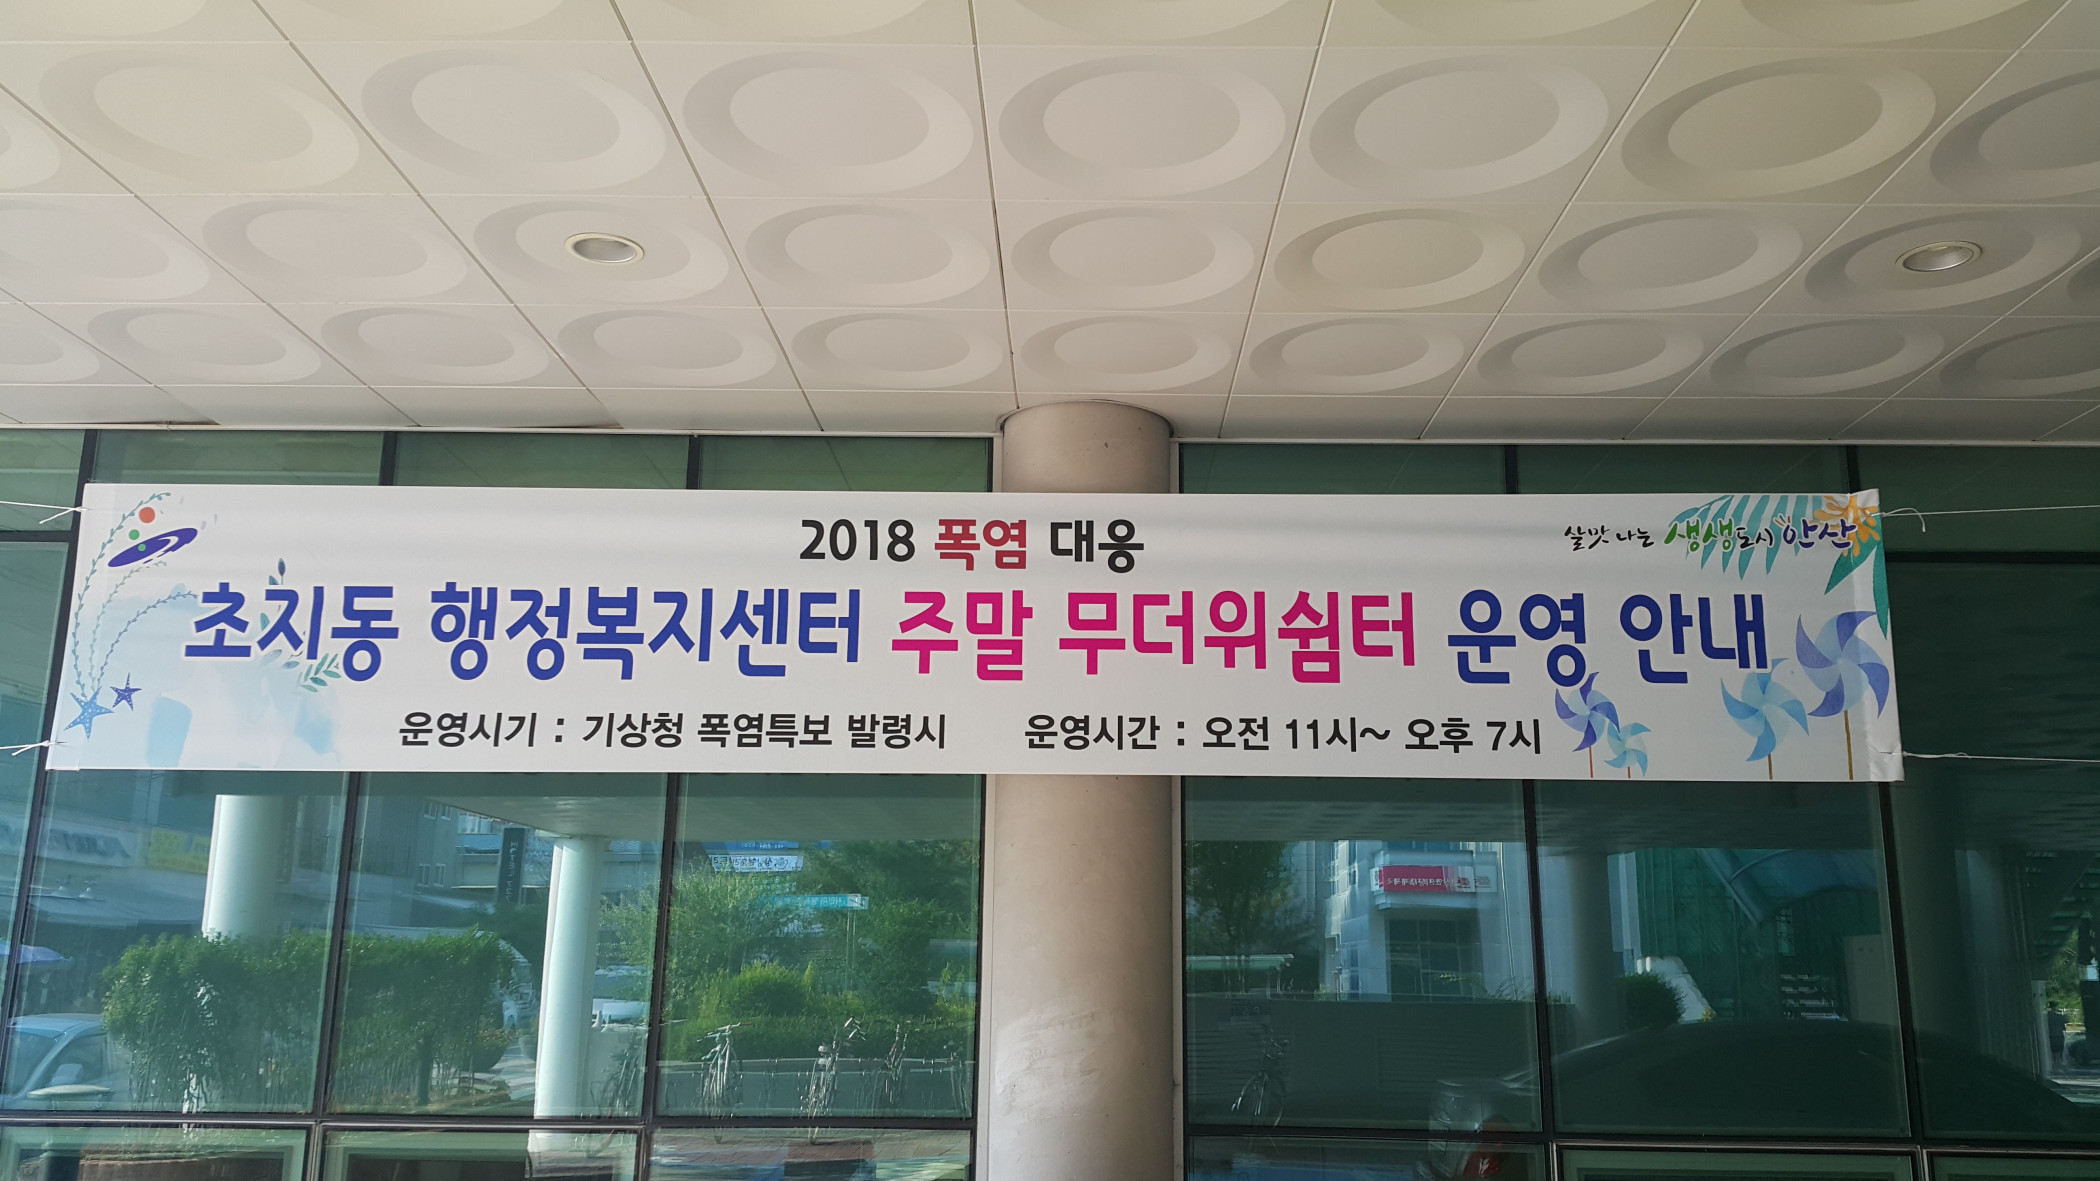 2018 폭염 대응
살맛 나는 생생도시 안산
초지동 행정복지센터 주말 무더위쉼터 운영 안내
운영시기 : 기상청 폭염특보 발령시 운영시간 : 오전 11시~ 오후 7시